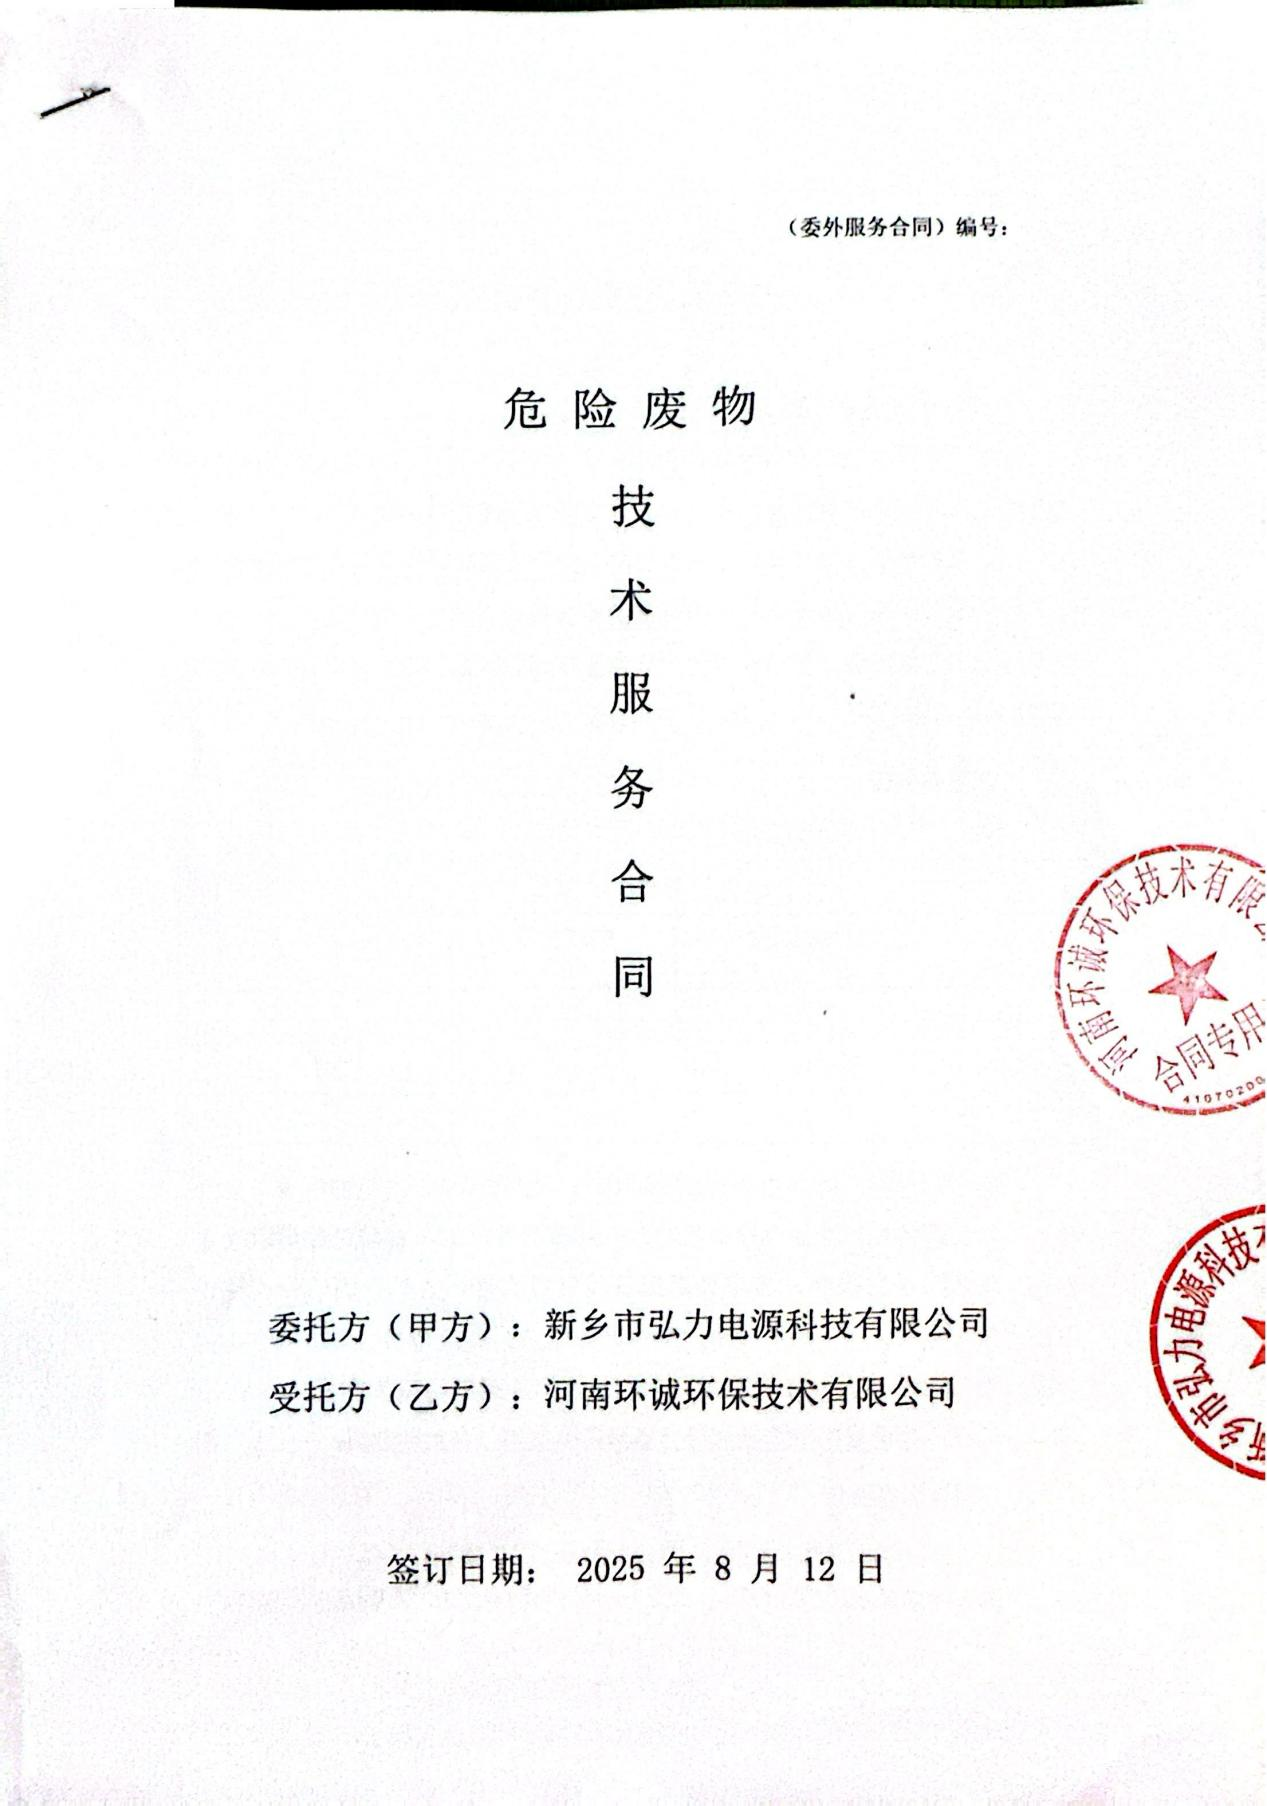 （委外服务合同）编号：
危险废物
技
术
服
务
合
同
河南环诚环保技术有限
合同专用
4107020
新乡市弘力电源科技
委托方（甲方）：新乡市弘力电源科技有限公司
受托方（乙方）：河南环诚环保技术有限公司
签订日期： 2025 年 8 月 12 日